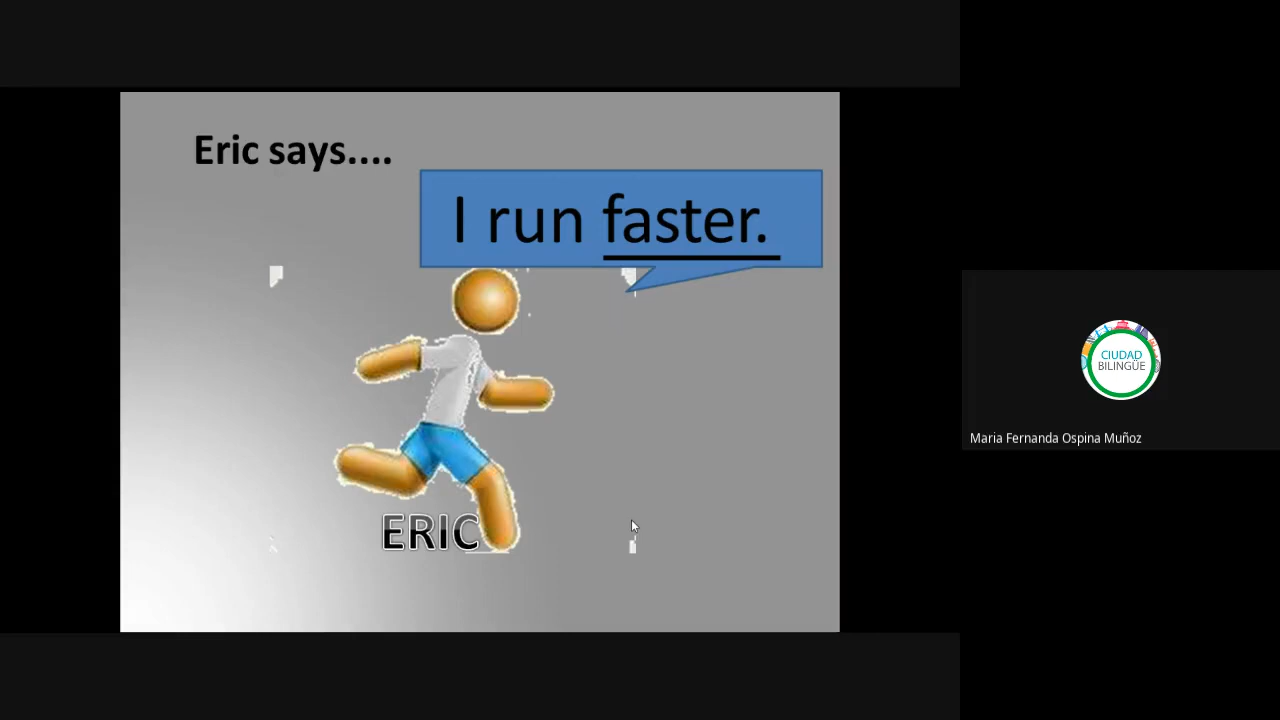 Eric says....
I run faster.
ERIC
CIUDAD
BILINGÜE
Maria Fernanda Ospina Muñoz